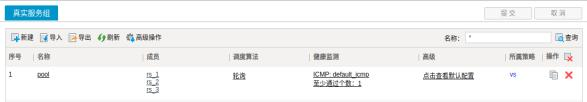 真实服务组
提 交 取 消
新建 导入 导出 刷新 高级操作 名称: * 查询
序号 名称 成员 调度算法 健康监测 高级 所属策略 操作
1 pool rs_1 轮询 ICMP: default_icmp 点击查看默认配置 vs
rs_2 至少通过个数: 1
rs_3